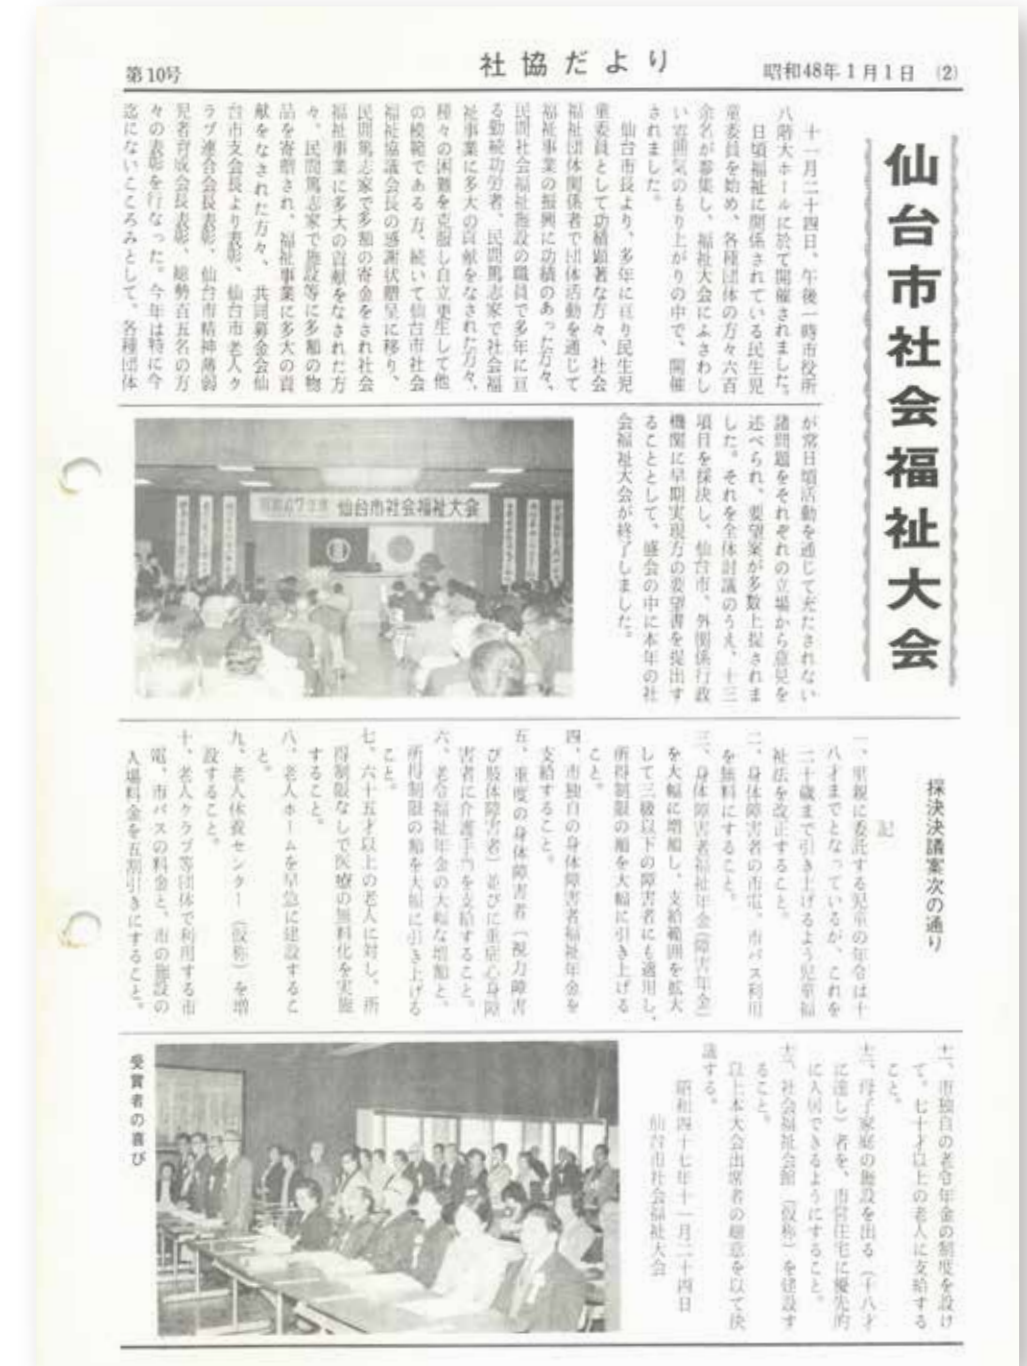 第10号
社協だより
昭和48年1月1日 (2)
仙台市社会福祉大会
十一月二十四日、午後一時市役所
八階大ホールに於て開催されました。
日頃福祉に関係されている民生児
童委員を始め、各種団体の方々六百
余名が参集し、福祉大会にふさわし
い雰囲気のもり上がりの中で、開催
されました。
仙台市長より、多年に亘り民生児
童委員として功績顕著な方々、社会
福祉団体関係者で団体活動を通じて
福祉事業の振興に功績のあった方々、
民間社会福祉施設の職員で多年に亘
る勤続功労者、民間篤志家で社会福
祉事業に多大の貢献をなされた方々、
種々の困難を克服し自立更生して他
の模範である方、続いて仙台市社会
福祉協議会長の感謝状贈呈に移り、
民間篤志家で多額の寄金をされ社会
福祉事業に多大の貢献をなされた方
々、民間篤志家で施設等に多額の物
品を寄贈され、福祉事業に多大の貢
献をなされた方々、共同募金会仙
台市支会長より表彰、仙台市老人ク
ラブ連合会長表彰、仙台市精神薄弱
児者育成会長表彰、総勢百五名の方
々の表彰を行なった。今年は特に今
迄にないこころみとして、各種団体
が常日頃活動を通じて充たされない
諸問題をそれぞれの立場から意見を
述べられ、要望案が多数上提されま
した。それを全体討議のうえ、十三
項目を採決し、仙台市、外関係行政
機関に早期実現方の要望書を提出す
ることとして、盛会の中に本年の社
会福祉大会が終了しました。
昭和47年度 仙台市社会福祉大会
採決決議案次の通り
記
一、里親に委託する児童の年令は十
八才までとなっているが、これを
二十歳まで引き上げるよう児童福
祉法を改正すること。
二、身体障害者の市電、市バス利用
を無料にすること。
三、身体障害者福祉年金(障害年金)
を大幅に増額し、支給範囲を拡大
して三級以下の障害者にも適用し、
所得制限の額を大幅に引き上げる
こと。
四、市独自の身体障害者福祉年金を
支給すること。
五、重度の身体障害者(視力障害
び肢体障害者)並びに重症心身障
害者に介護手当を支給すること。
六、老令福祉年金の大幅な増額と、
所得制限の額を大幅に引き上げる
こと。
七、六十五才以上の老人に対し、所
得制限なしで医療の無料化を実施
すること。
八、老人ホームを早急に建設するこ
と。
九、老人休養センター(仮称)を増
設すること。
十、老人クラブ等団体で利用する市
電、市バスの料金と、市の施設の
入場料金を五割引きにすること。
十一、市独自の老令年金の制度を設け
て、七十才以上の老人に支給する
こと。
十二、母子家庭の施設を出る(十八才
に達し)者を、市営住宅に優先的
に入居できるようにすること。
十三、社会福祉会館(仮称)を建設す
ること。
以上本大会出席者の総意を以て決
議する。
昭和四十七年十一月二十四日
仙台市社会福祉大会
受賞者の喜び